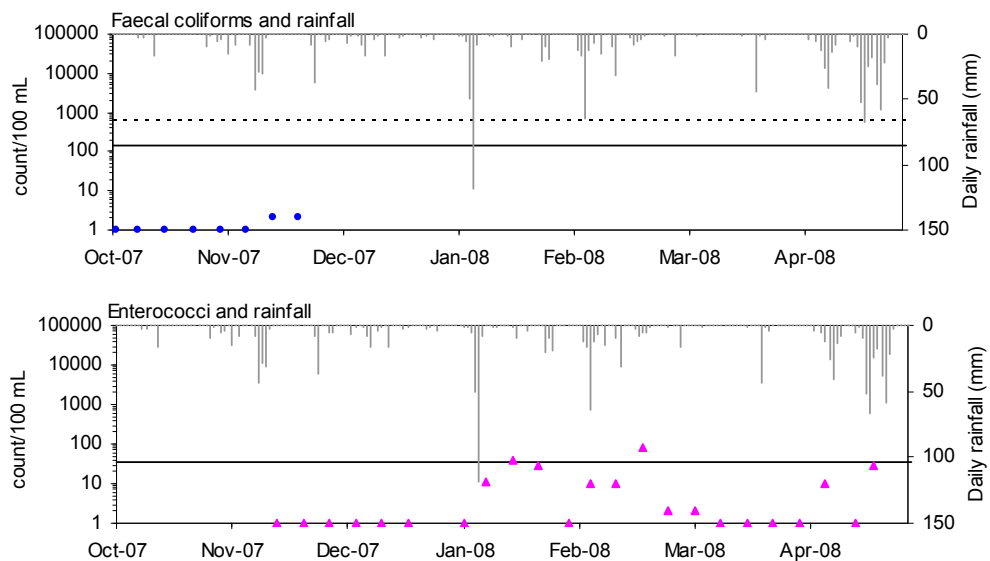 Faecal coliforms and rainfall
100000
10000
1000
100
10
1
count/100 mL
0
50
100
150
Daily rainfall (mm)
Oct-07 Nov-07 Dec-07 Jan-08 Feb-08 Mar-08 Apr-08
Enterococci and rainfall
100000
10000
1000
100
10
1
count/100 mL
0
50
100
150
Daily rainfall (mm)
Oct-07 Nov-07 Dec-07 Jan-08 Feb-08 Mar-08 Apr-08